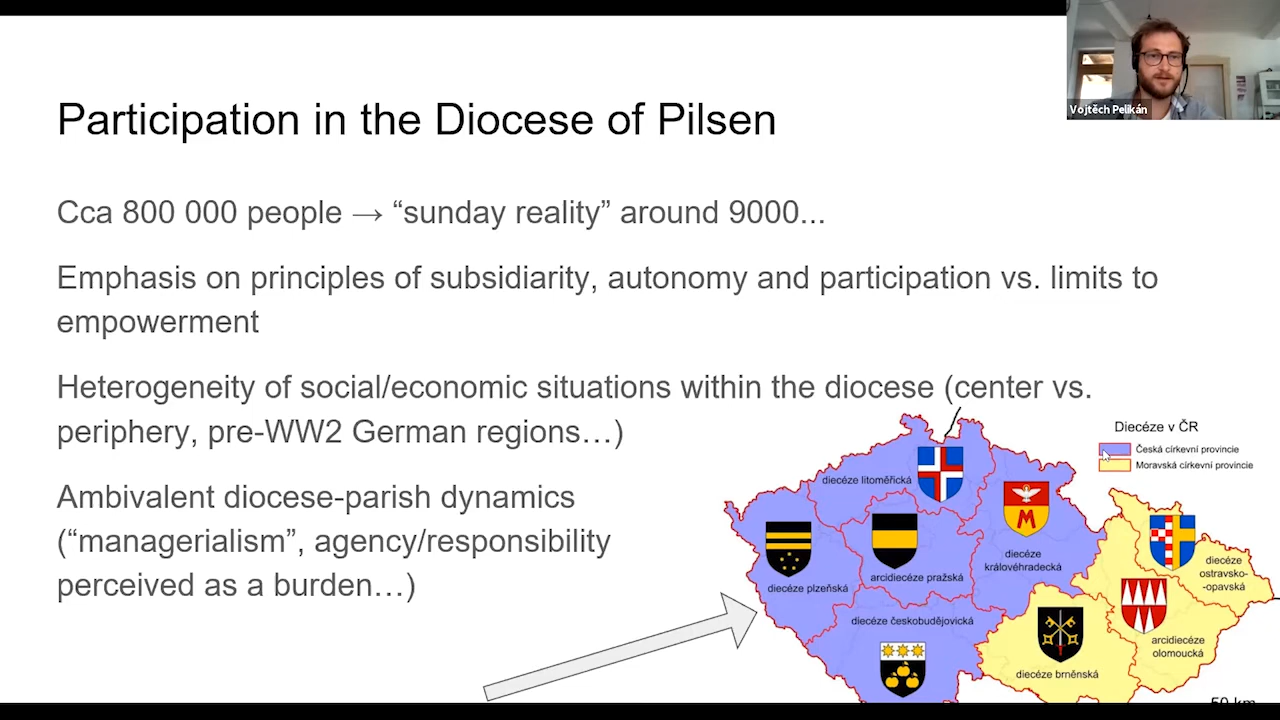 Participation in the Diocese of Pilsen
Vojtěch Pelikán
Cca 800 000 people → “sunday reality” around 9000...
Emphasis on principles of subsidiarity, autonomy and participation vs. limits to
empowerment
Heterogeneity of social/economic situations within the diocese (center vs.
periphery, pre-WW2 German regions…)
Ambivalent diocese-parish dynamics
(“managerialism”, agency/responsibility
perceived as a burden…)
Diecéze v ČR
Česká církevní provincie
Moravská církevní provincie
diecéze litoměřická
diecéze
královéhradecká
arcidiecéze pražská
diecéze plzeňská
diecéze českobudějovická
diecéze
ostravsko-
-opavská
arcidiecéze
olomoucká
diecéze brněnská
M
50 km